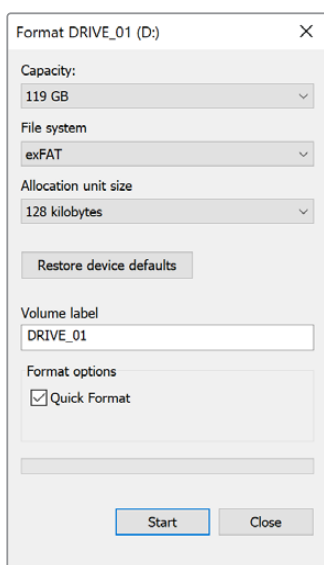 Format DRIVE_01 (D:)
Capacity:
119 GB
File system
exFAT
Allocation unit size
128 kilobytes
Restore device defaults
Volume label
DRIVE_01
Format options
Quick Format
Start
Close